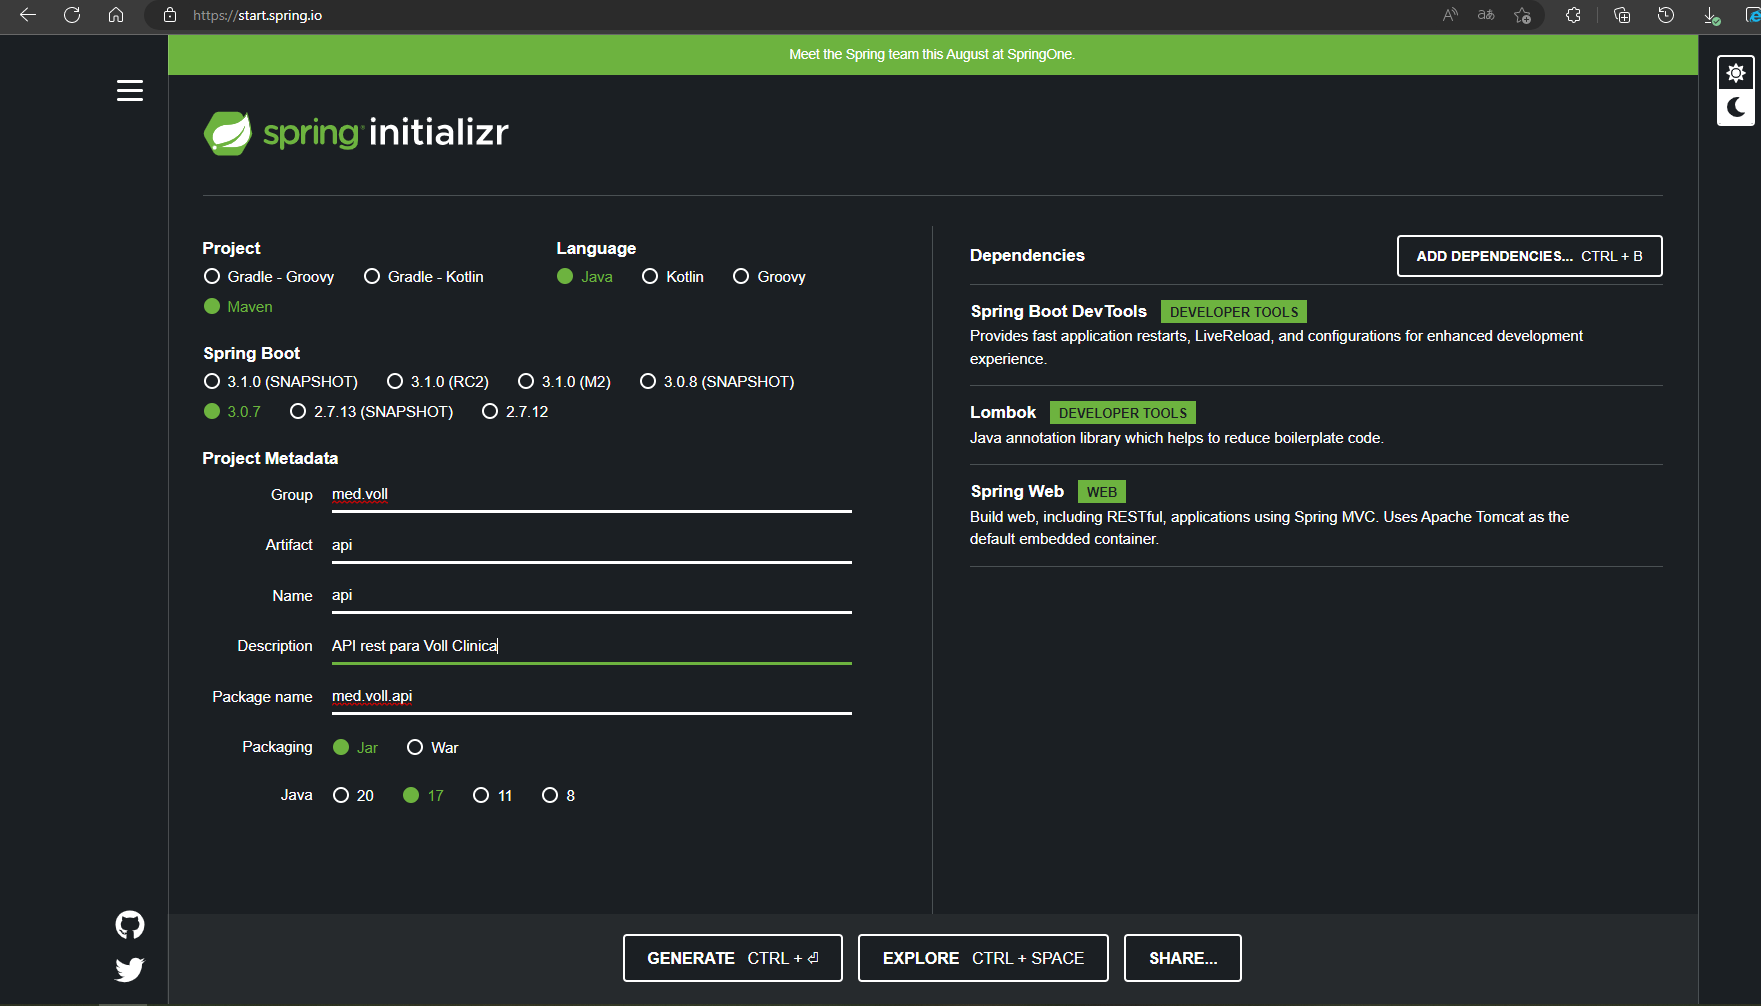 https://start.spring.io
Meet the Spring team this August at SpringOne.
spring initializr
Project
Gradle - Groovy Gradle - Kotlin
Maven
Language
Java Kotlin Groovy
Spring Boot
3.1.0 (SNAPSHOT) 3.1.0 (RC2) 3.1.0 (M2) 3.0.8 (SNAPSHOT)
3.0.7 2.7.13 (SNAPSHOT) 2.7.12
Project Metadata
Group med.voll
Artifact api
Name api
Description API rest para Voll Clinica
Package name med.voll.api
Packaging Jar War
Java 20 17 11 8
Dependencies
ADD DEPENDENCIES... CTRL + B
Spring Boot DevTools DEVELOPER TOOLS
Provides fast application restarts, LiveReload, and configurations for enhanced development
experience.
Lombok DEVELOPER TOOLS
Java annotation library which helps to reduce boilerplate code.
Spring Web WEB
Build web, including RESTful, applications using Spring MVC. Uses Apache Tomcat as the
default embedded container.
GENERATE CTRL + ⏎
EXPLORE CTRL + SPACE
SHARE...